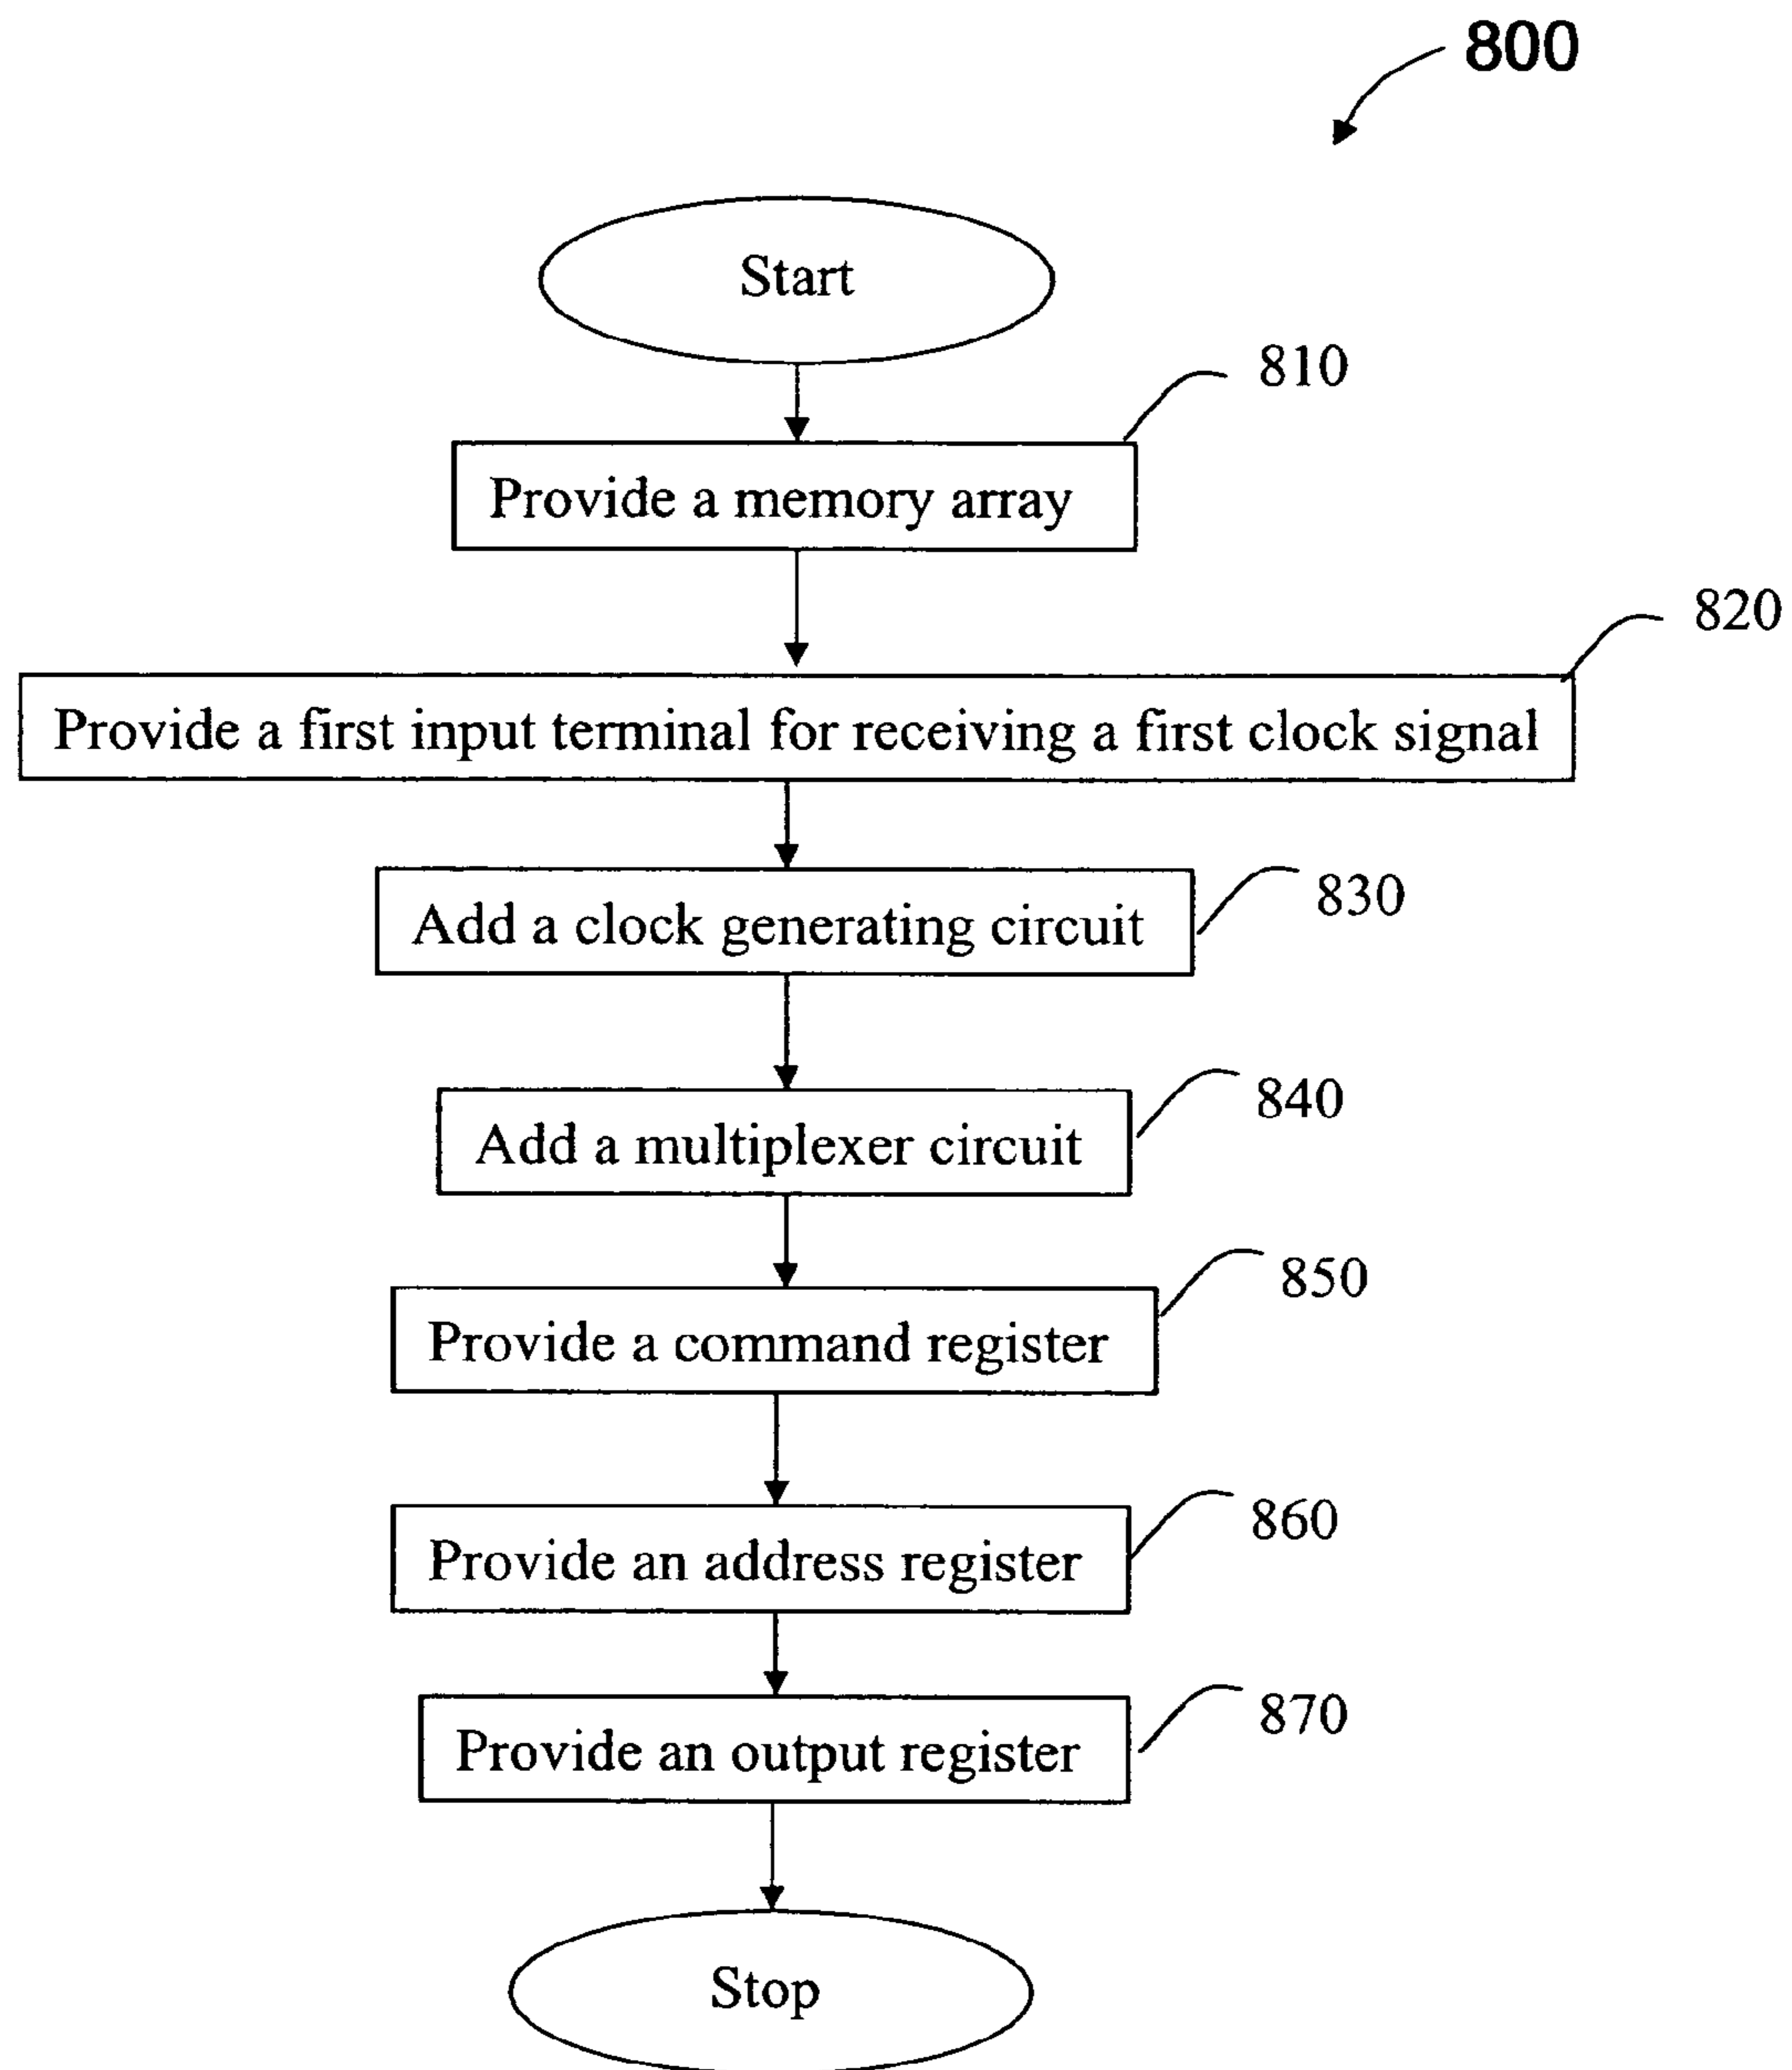 800
Start
810
Provide a memory array
820
Provide a first input terminal for receiving a first clock signal
830
Add a clock generating circuit
840
Add a multiplexer circuit
850
Provide a command register
860
Provide an address register
870
Provide an output register
Stop